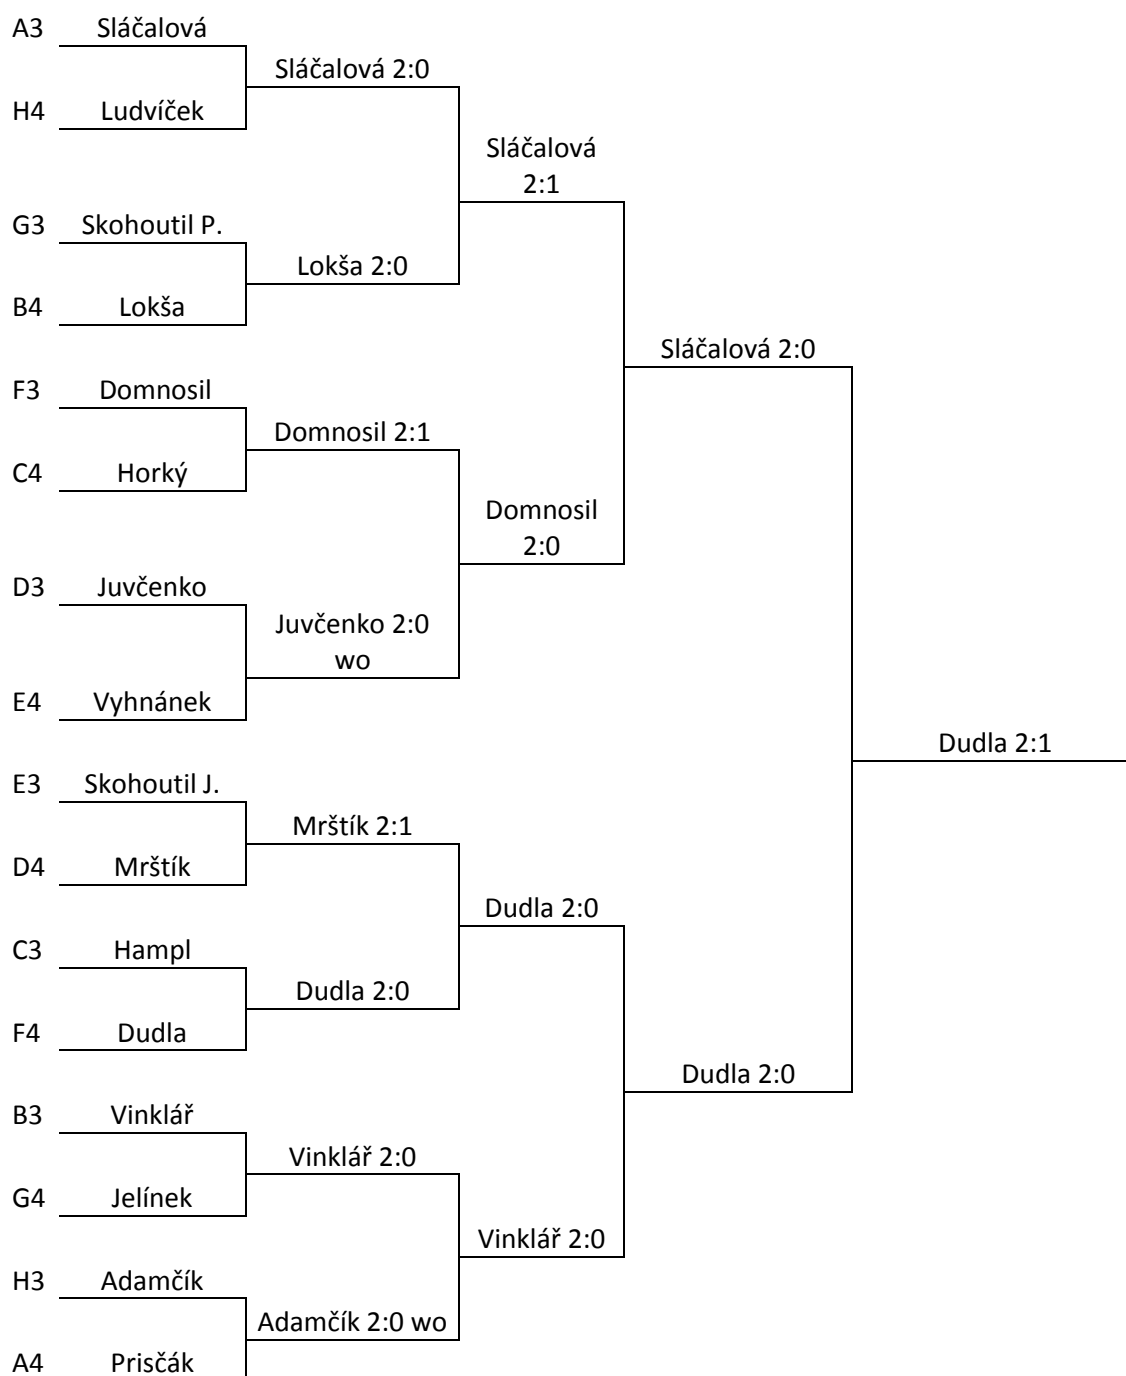 A3 Sláčalová
Sláčalová 2:0
H4 Ludvíček
Sláčalová
2:1
G3 Skohoutil P.
Lokša 2:0
B4 Lokša
Sláčalová 2:0
F3 Domnosil
Domnosil 2:1
C4 Horký
Domnosil
2:0
D3 Juvčenko
Juvčenko 2:0
wo
E4 Vyhnánek
Dudla 2:1
E3 Skohoutil J.
Mrštík 2:1
D4 Mrštík
Dudla 2:0
C3 Hampl
Dudla 2:0
F4 Dudla
Dudla 2:0
B3 Vinklář
Vinklář 2:0
G4 Jelínek
Vinklář 2:0
H3 Adamčík
Adamčík 2:0 wo
A4 Prisčák